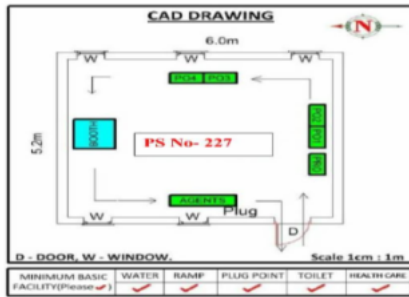 CAD DRAWING
N
6.0m
W W W
PO4 PO3
5.2m
BOOTH
PS No- 227
PO2
PO1
PRO
AGENTS
Plug
W W
D
D - DOOR, W - WINDOW.
Scale 1cm : 1m
MINIMUM BASIC FACILITY(Please✓)
WATER
RAMP
PLUG POINT
TOILET
HEALTH CARE